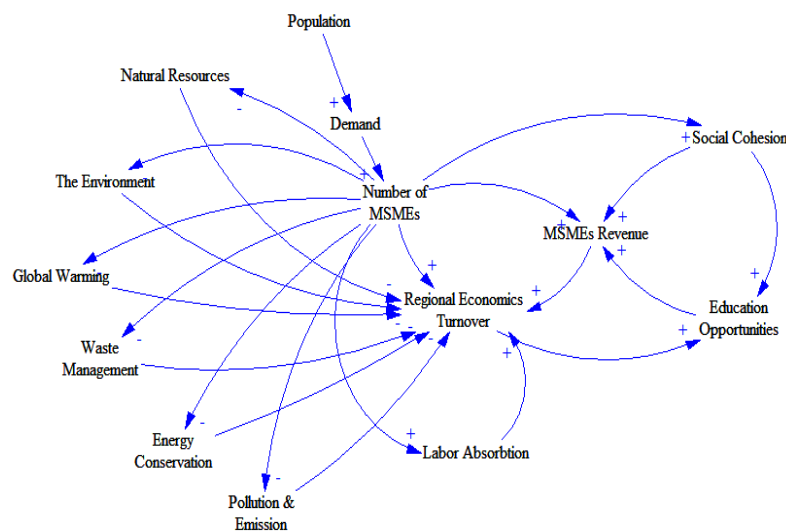 Population
Natural Resources
+
-
Demand
+
Social Cohesion
The Environment
+
Number of
MSMEs
+
+
MSMEs Revenue
+
Global Warming
+
-
+
+
Regional Economics
Turnover
Education
Opportunities
-
-
-
+
-
Waste
Management
+
+
Energy
Conservation
-
Labor Absorbtion
-
Pollution &
Emission